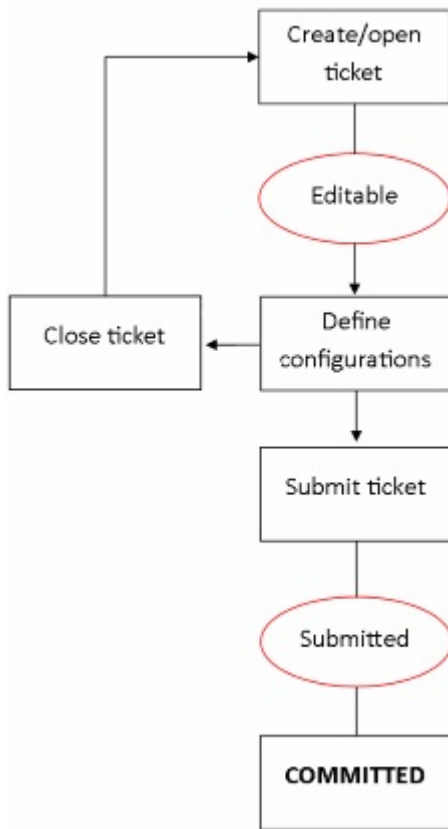 Create/open
ticket
Editable
Close ticket
Define
configurations
Submit ticket
Submitted
COMMITTED